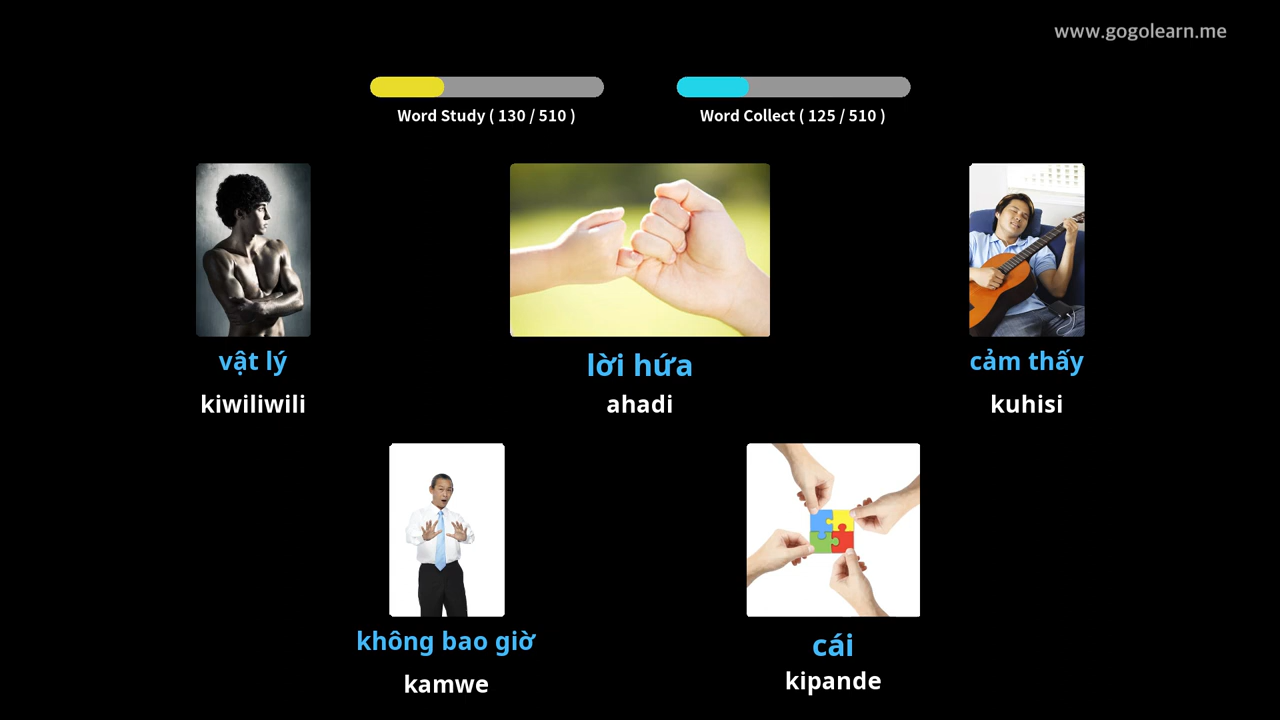 www.gogolearn.me
Word Study ( 130 / 510 )
Word Collect ( 125 / 510 )
vật lý
lời hứa
cảm thấy
kiwiliwili
ahadi
kuhisi
không bao giờ
cái
kamwe
kipande